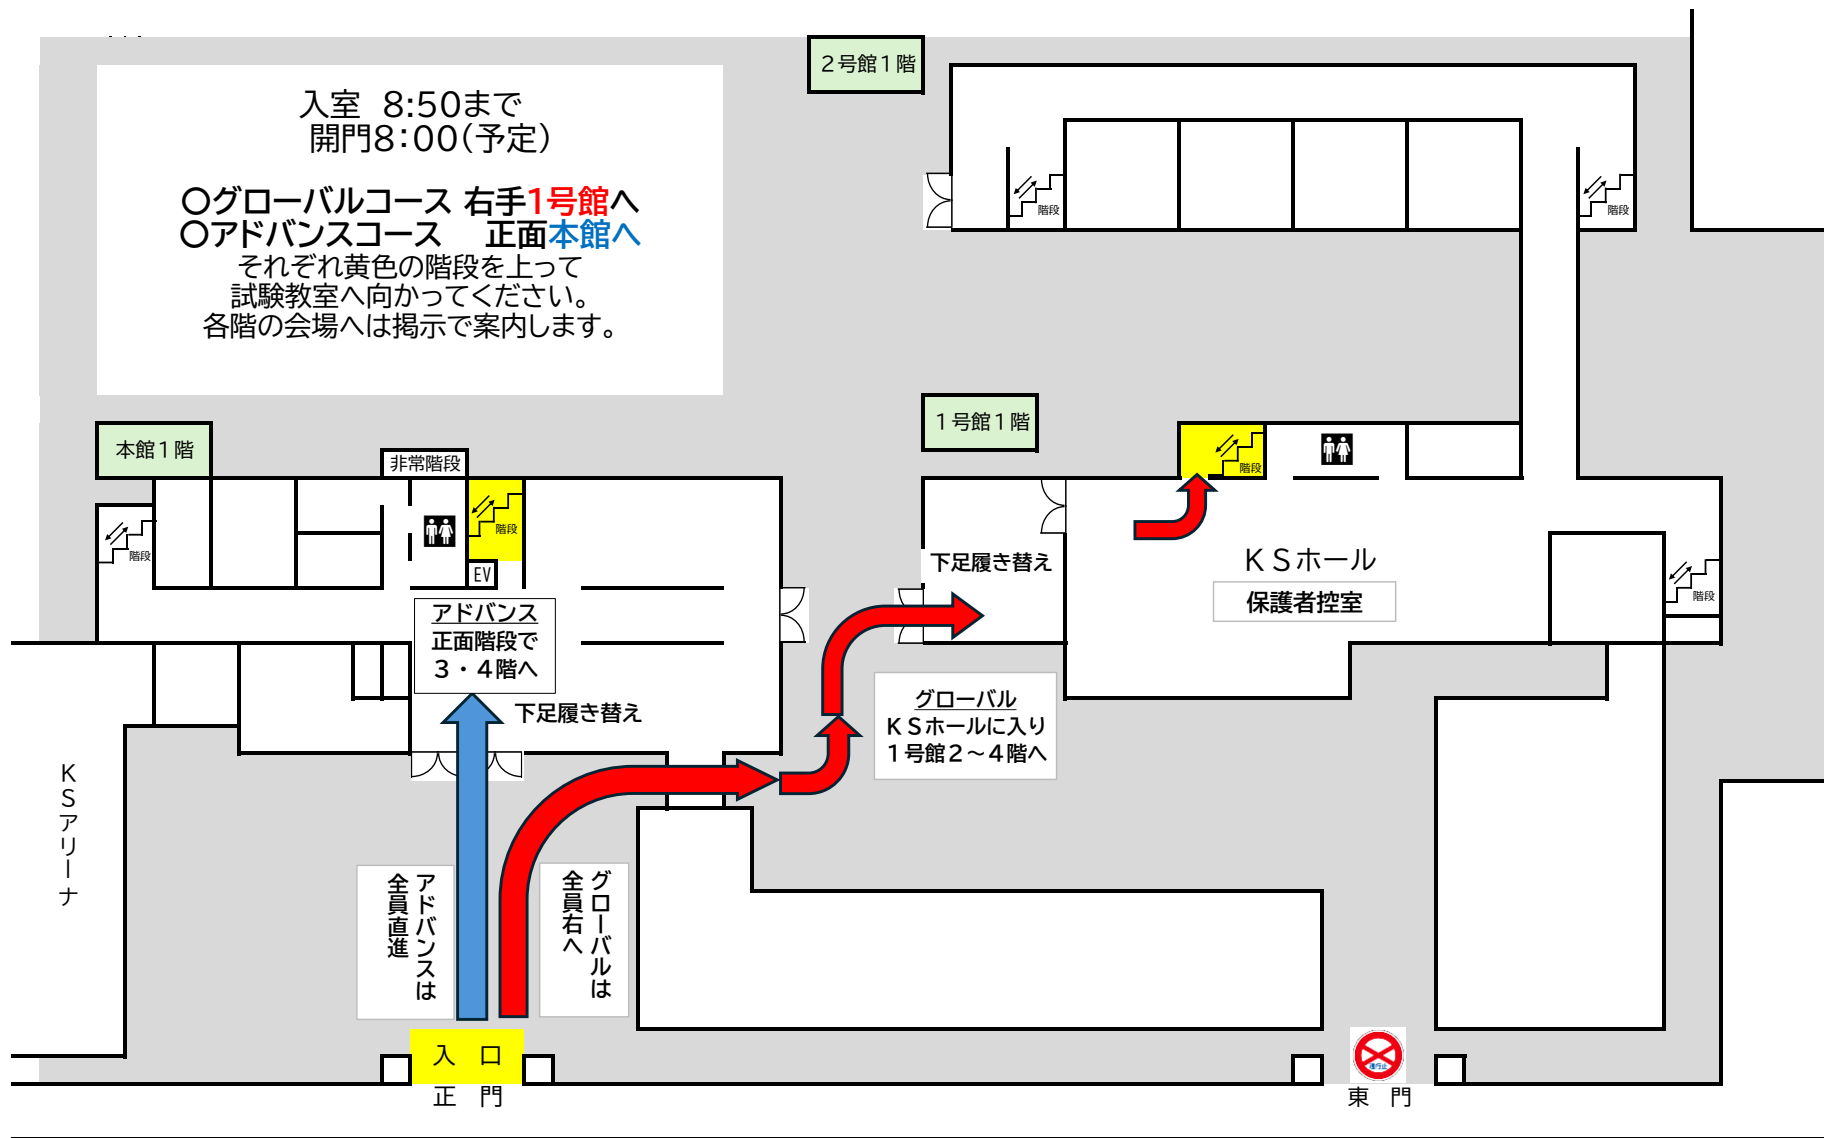 ２号館１階
入室 8:50まで
開門8：00（予定）
〇グローバルコース 右手1号館へ
〇アドバンスコース 正面本館へ
それぞれ黄色の階段を上って
試験教室へ向かってください。
各階の会場へは掲示で案内します。
階段
階段
１号館１階
本館１階
非常階段
階段
階段
階段
EV
下足履き替え
ＫＳホール
保護者控室
階段
アドバンス
正面階段で
３・４階へ
下足履き替え
グローバル
ＫＳホールに入り
１号館２～４階へ
ＫＳアリーナ
アドバンスは
全員直進
グローバルは
全員右へ
入 口
正 門
東 門